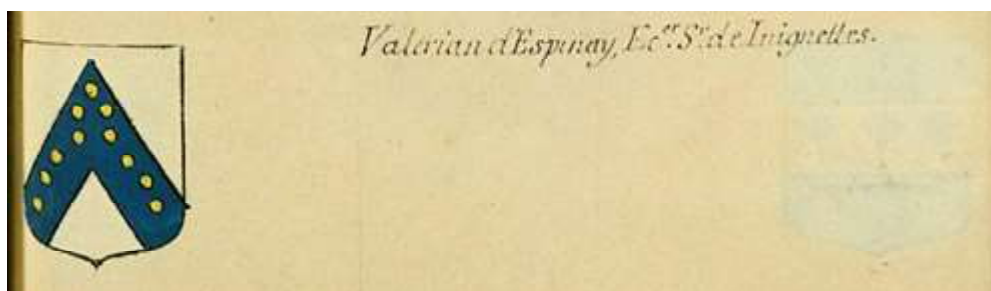 Valerian d'Espinay, Ec.er S.r de Inignettes.